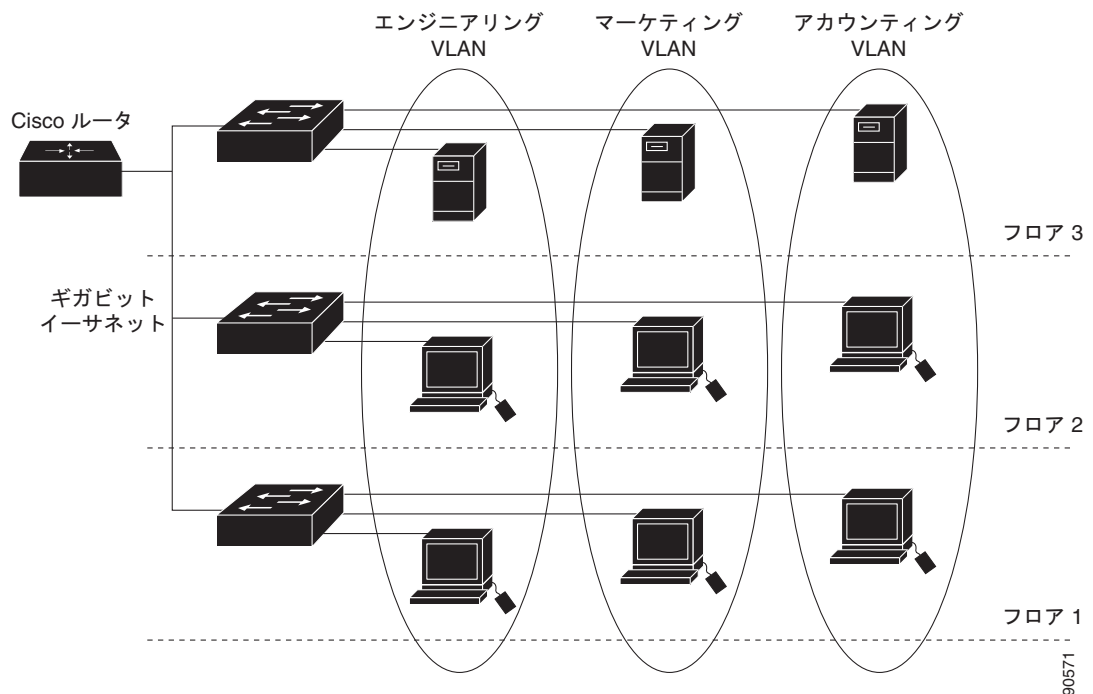 エンジニアリング
VLAN
マーケティング
VLAN
アカウンティング
VLAN
Cisco ルータ
フロア 3
ギガビット
イーサネット
フロア 2
フロア 1
90571